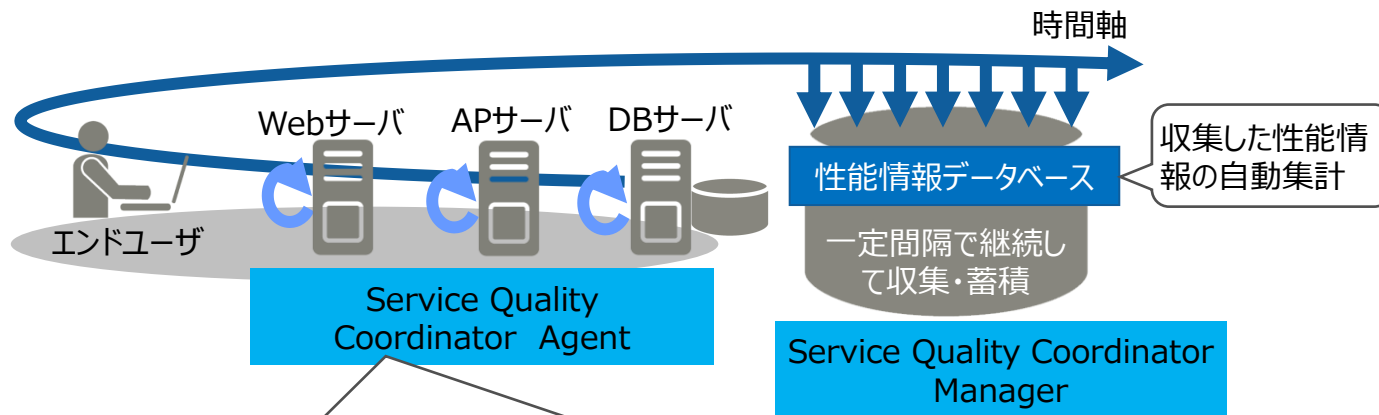 時間軸
Webサーバ
APサーバ
DBサーバ
エンドユーザ
Service Quality
Coordinator Agent
性能情報データベース
一定間隔で継続し
て収集・蓄積
収集した性能情
報の自動集計
Service Quality Coordinator
Manager